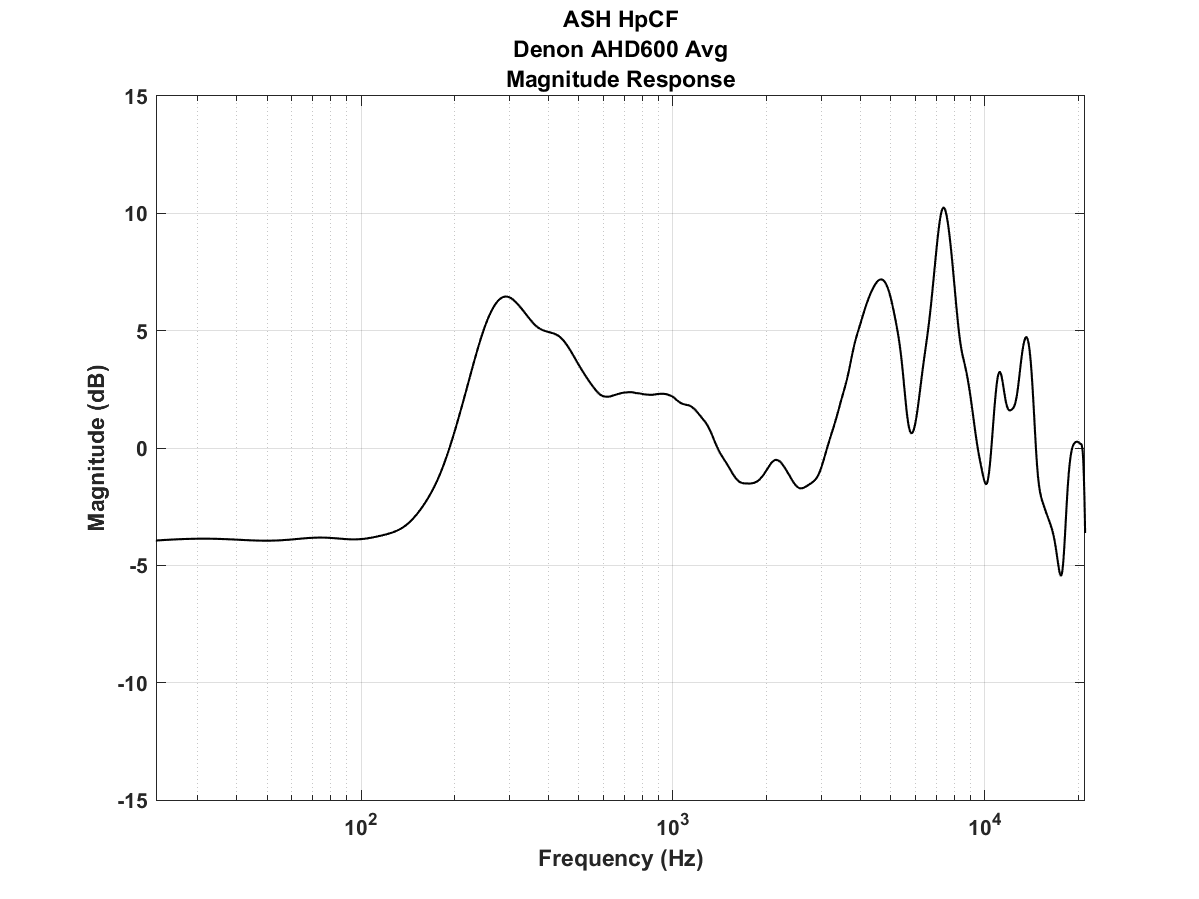 ASH HpCF
Denon AHD600 Avg
Magnitude Response
15
10
5
0
-5
-10
-15
Magnitude (dB)
10^2
10^3
10^4
Frequency (Hz)